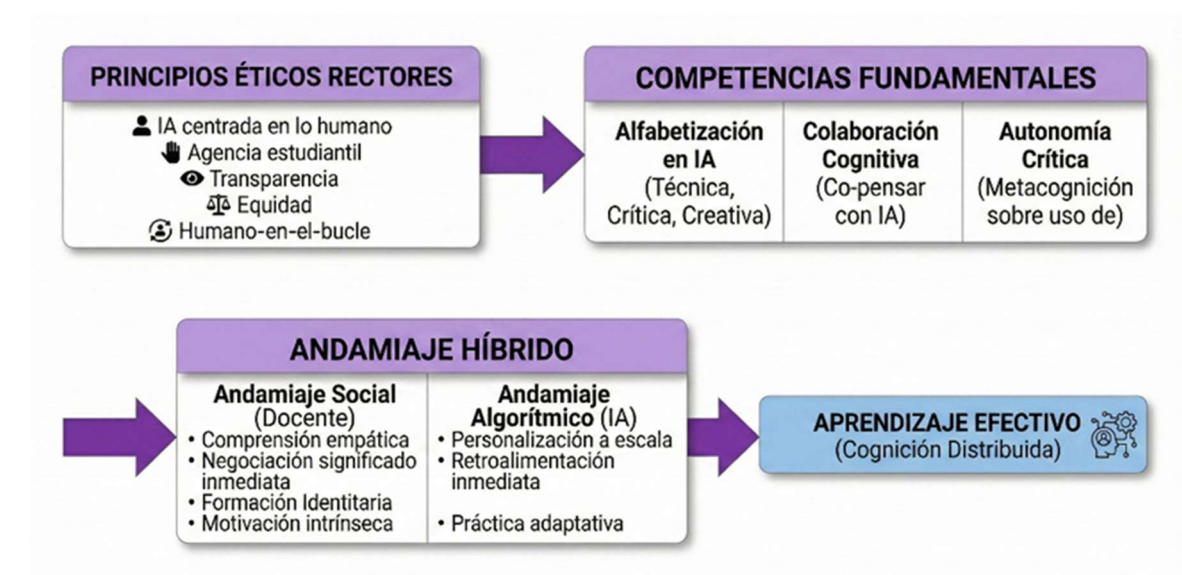 PRINCIPIOS ÉTICOS RECTORES
IA centrada en lo humano
Agencia estudiantil
Transparencia
Equidad
Humano-en-el-bucle
COMPETENCIAS FUNDAMENTALES
Alfabetización
en IA
(Técnica,
Crítica, Creativa)
Colaboración
Cognitiva
(Co-pensar
con IA)
Autonomía
Crítica
(Metacognición
sobre uso de)
ANDAMIAJE HÍBRIDO
Andamiaje Social
(Docente)
• Comprensión empática
• Negociación significado
inmediata
• Formación Identitaria
• Motivación intrínseca
Andamiaje
Algorítmico (IA)
• Personalización a escala
• Retroalimentación
inmediata
• Práctica adaptativa
APRENDIZAJE EFECTIVO
(Cognición Distribuida)